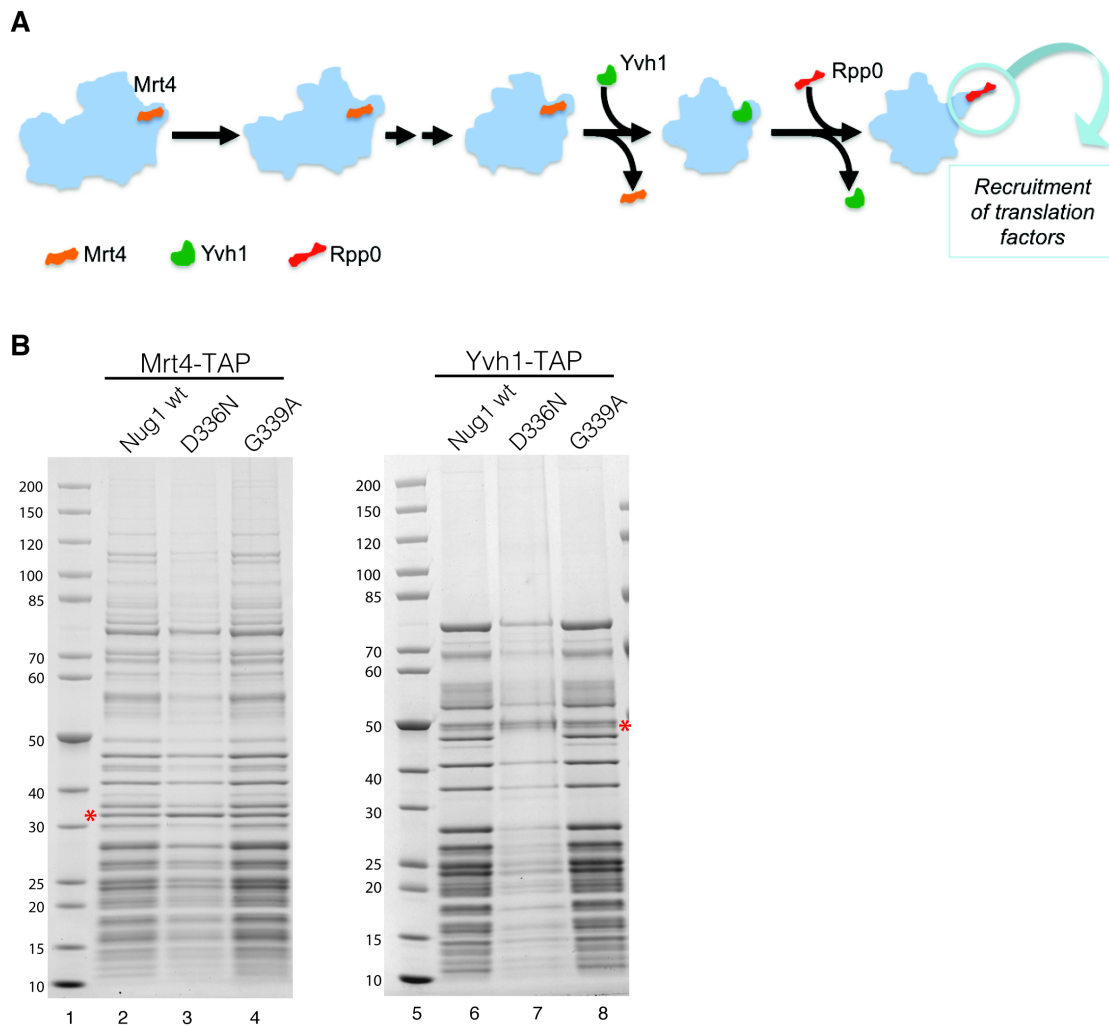 A
Mrt4
Yvh1
Rpp0
Recruitment
of translation
factors
Mrt4
Yvh1
Rpp0
B
Mrt4-TAP
Yvh1-TAP
Nug1 wt
D336N
G339A
Nug1 wt
D336N
G339A
200
150
120
100
85
70
60
50
40
30
25
20
15
10
*
200
150
120
100
85
70
60
50
40
30
25
20
15
10
*
1 2 3 4
5 6 7 8